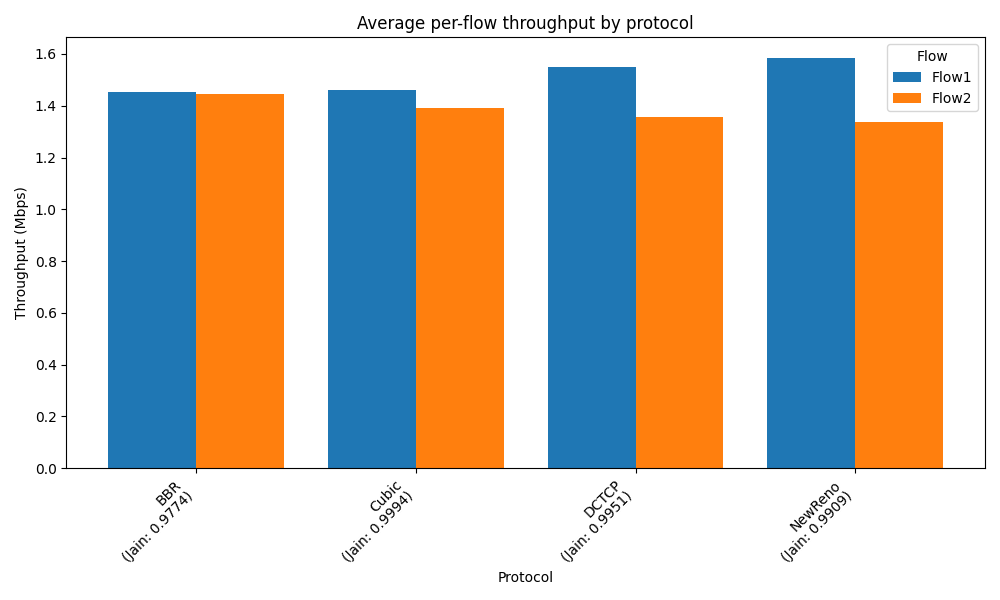 Average per-flow throughput by protocol
Flow
Flow1
Flow2
Throughput (Mbps)
1.6
1.4
1.2
1.0
0.8
0.6
0.4
0.2
0.0
BBR
(Jain: 0.9774)
Cubic
(Jain: 0.9994)
DCTCP
(Jain: 0.9951)
NewReno
(Jain: 0.9909)
Protocol